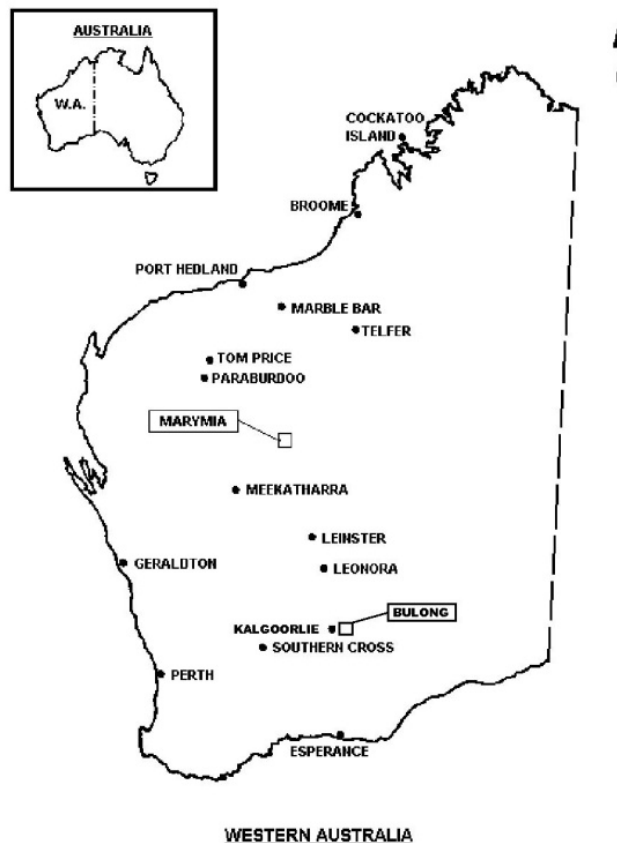 AUSTRALIA
W.A.
COCKATOO
ISLAND
BROOME
PORT HEDLAND
MARBLE BAR
TELFER
TOM PRICE
PARABURDOO
MARYMIA
MEEKATHARRA
LEINSTER
GERALDTON
LEONORA
BULONG
KALGOORLIE
SOUTHERN CROSS
PERTH
ESPERANCE
WESTERN AUSTRALIA